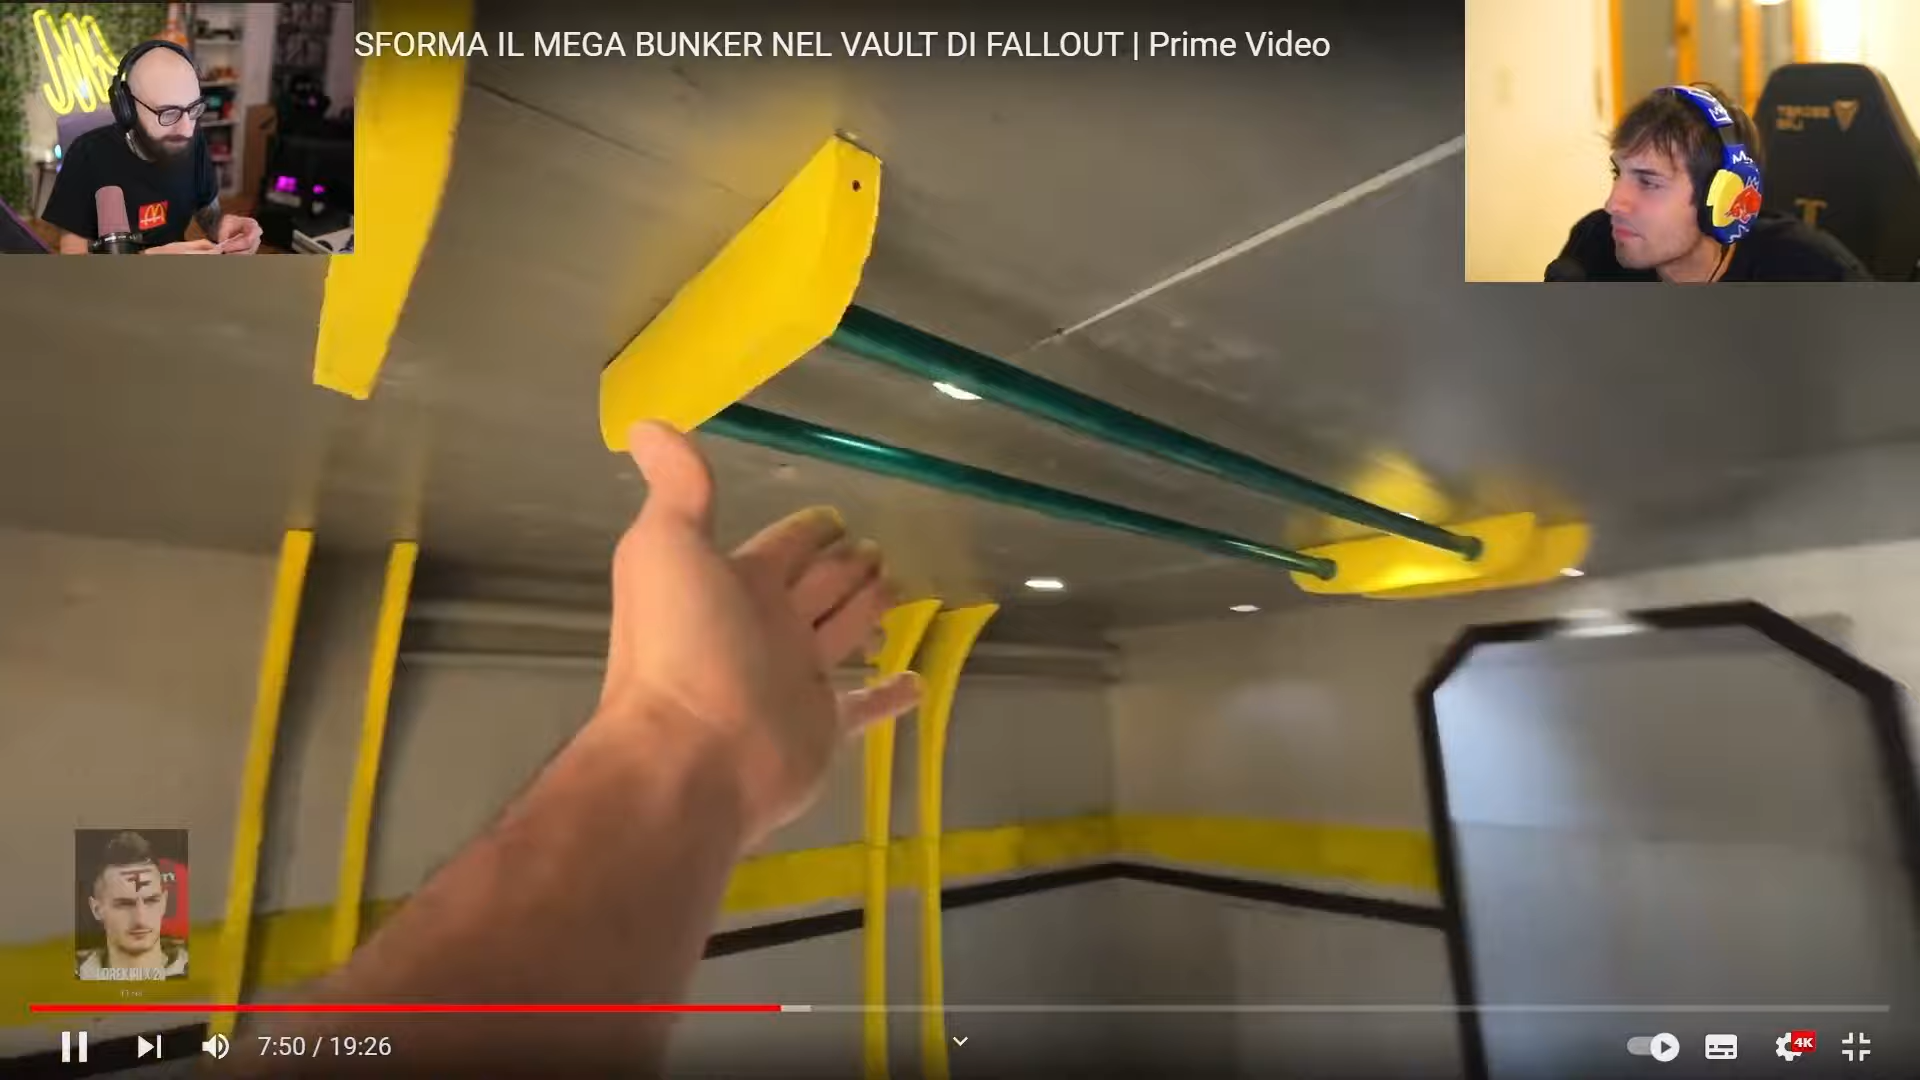 SFORMA IL MEGA BUNKER NEL VAULT DI FALLOUT | Prime Video
7:50 / 19:26
4K